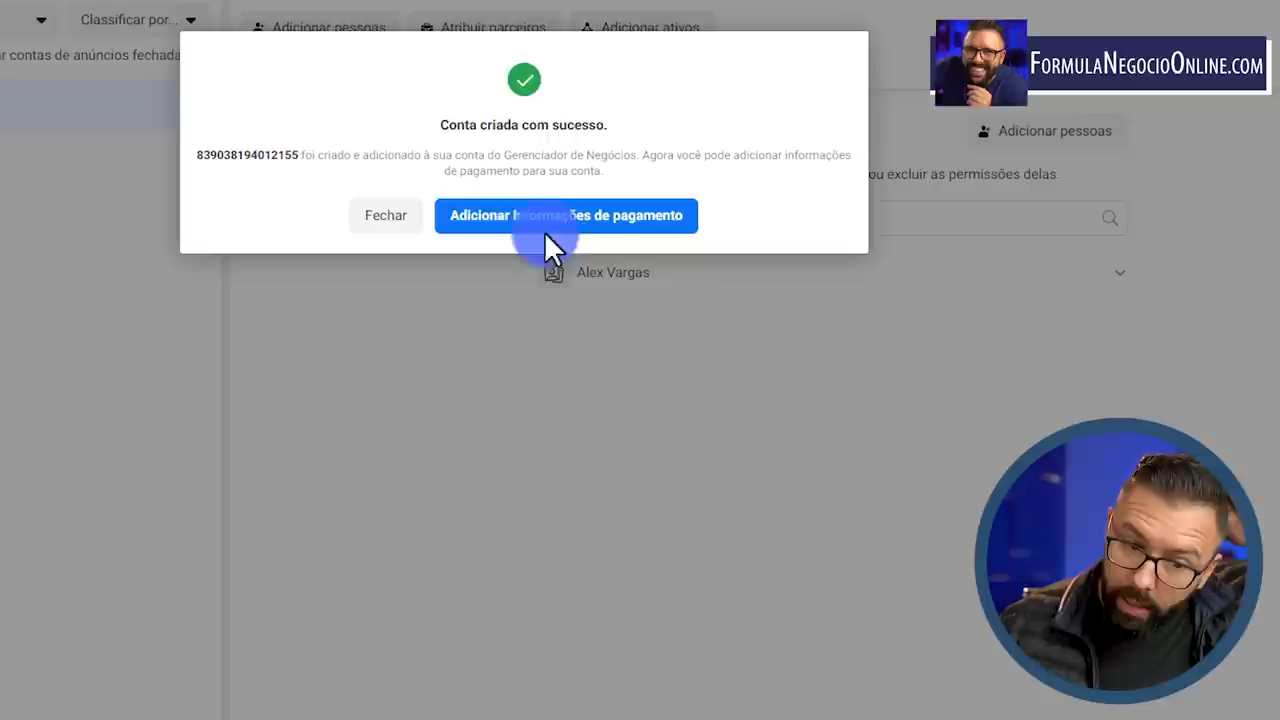 Classificar por...
Adicionar pessoas
Atribuir parceiros
Adicionar ativos
ar contas de anúncios fechada
FORMULANEGOCIOONLINE.COM
Conta criada com sucesso.
Adicionar pessoas
839038194012155 foi criado e adicionado à sua conta do Gerenciador de Negócios. Agora você pode adicionar informações
de pagamento para sua conta.
ou excluir as permissões delas.
Fechar
Adicionar informações de pagamento
Alex Vargas